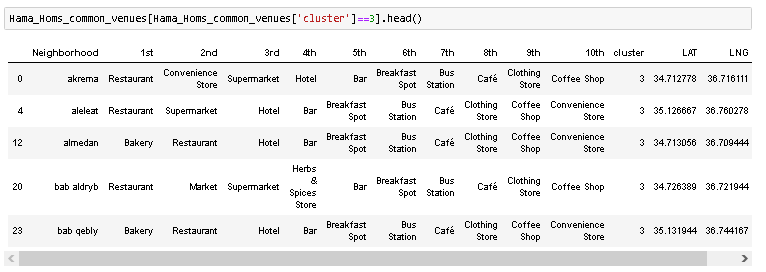 Hama_Homs_common_venues[Hama_Homs_common_venues['cluster']==3].head()
Neighborhood 1st 2nd 3rd 4th 5th 6th 7th 8th 9th 10th cluster LAT LNG
0 akrema Restaurant Convenience Store Supermarket Hotel Bar Breakfast Spot Bus Station Café Clothing Store Coffee Shop 3 34.712778 36.716111
4 aleleat Restaurant Supermarket Hotel Bar Breakfast Spot Bus Station Café Clothing Store Coffee Shop Convenience Store 3 35.126667 36.760278
12 almedan Bakery Restaurant Hotel Bar Breakfast Spot Bus Station Café Clothing Store Coffee Shop Convenience Store 3 34.713056 36.709444
20 bab aldryb Restaurant Market Supermarket Herbs & Spices Store Bar Breakfast Spot Bus Station Café Clothing Store Coffee Shop 3 34.726389 36.721944
23 bab qebly Bakery Restaurant Hotel Bar Breakfast Spot Bus Station Café Clothing Store Coffee Shop Convenience Store 3 35.131944 36.744167